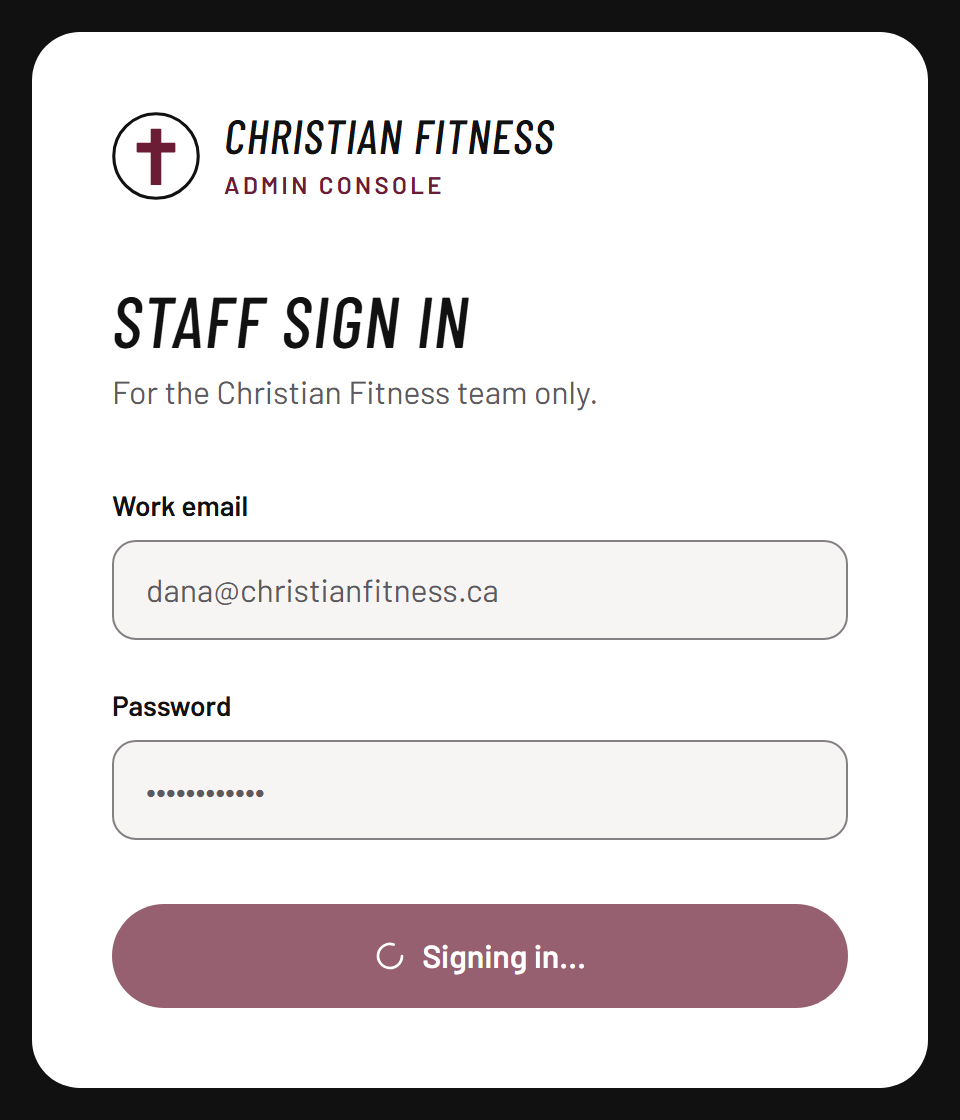 CHRISTIAN FITNESS
ADMIN CONSOLE
STAFF SIGN IN
For the Christian Fitness team only.
Work email
dana@christianfitness.ca
Password
••••••••••••
Signing in...